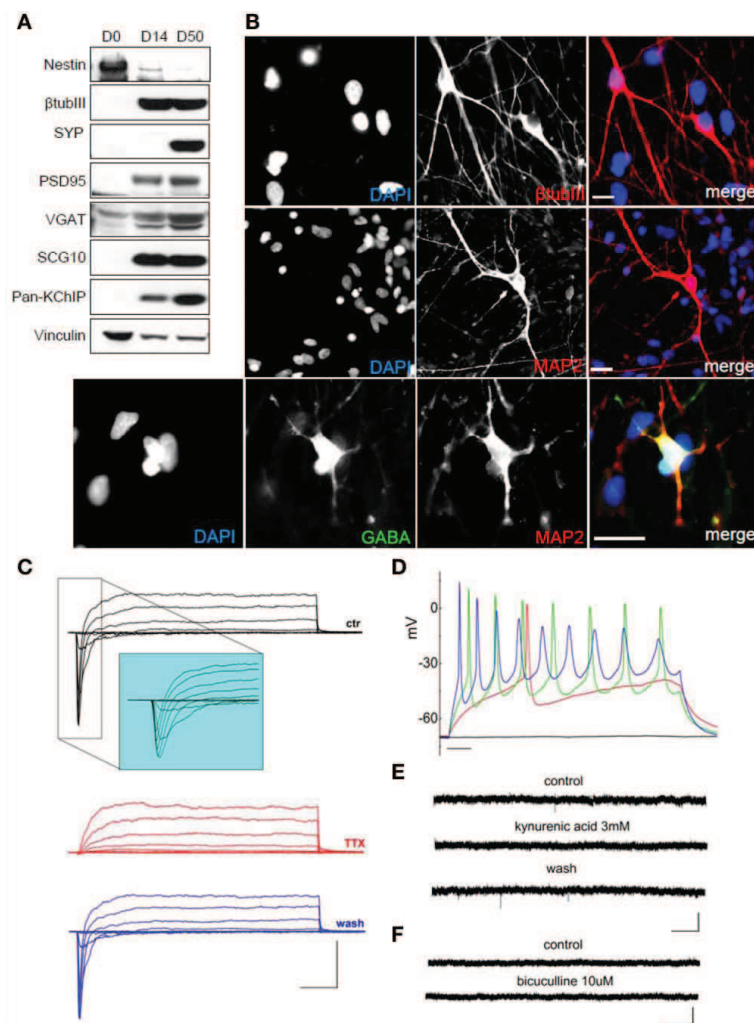 A
D0 D14 D50
Nestin
βtubIII
SYP
PSD95
VGAT
SCG10
Pan-KChIP
Vinculin
B
DAPI βtubIII merge
DAPI MAP2 merge
DAPI GABA MAP2 merge
C
ctr
TTX
wash
D
mV
0
-30
-60
E
control
kynurenic acid 3mM
wash
F
control
bicuculline 10uM